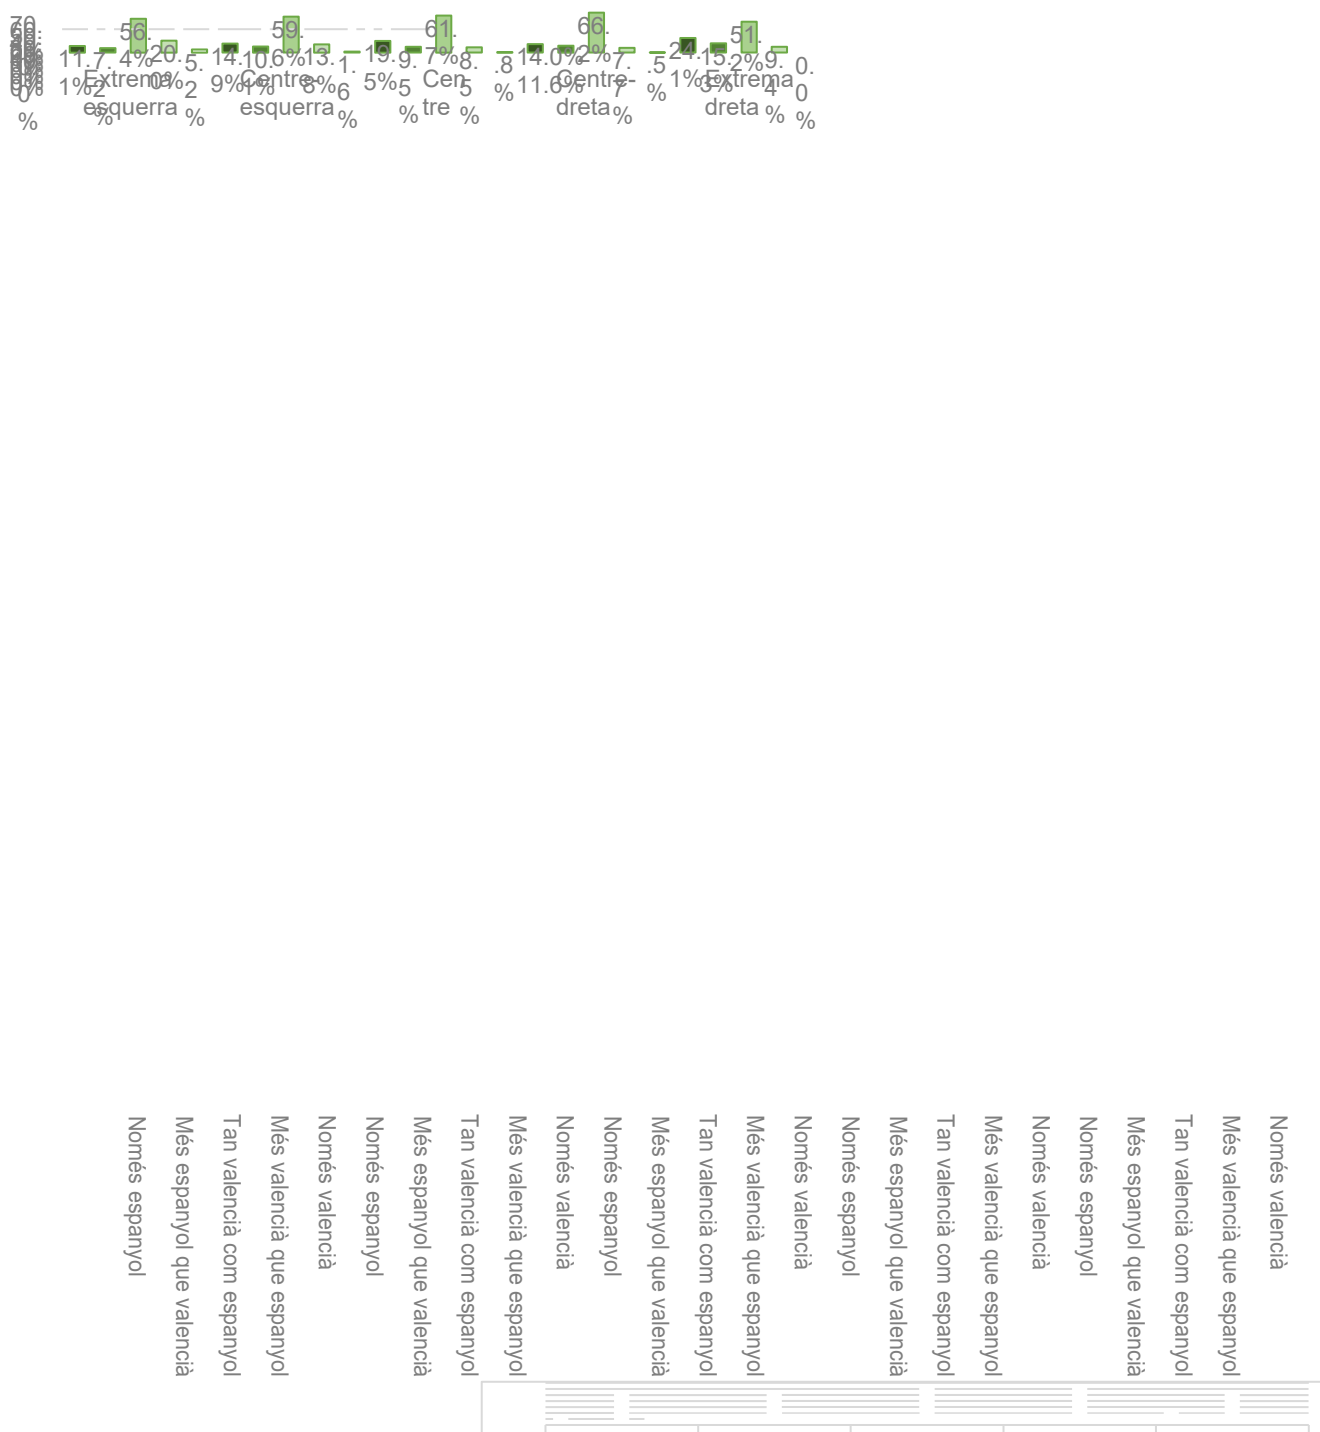 70
56.
4%
59.
6%
61.
7%
66.
2%
51.
2%
11.
1%
7.
2
%
20.
0%
5.
2
%
14.
9%
10.
1%
13.
8%
1.
6
%
19.
5%
9.
5
%
8.
5
%
.8
%
14.
11.
0%
6%
7.
7
%
.5
%
24.
1%
15.
3%
9.
4
%
0.
0
%
Extrema
esquerra
Centre-
esquerra
Cen
tre
Centre-
dreta
Extrema
dreta
Només espanyol
Més espanyol que valencià
Tan valencià com espanyol
Més valencià que espanyol
Només valencià
Només espanyol
Més espanyol que valencià
Tan valencià com espanyol
Més valencià que espanyol
Només valencià
Només espanyol
Més espanyol que valencià
Tan valencià com espanyol
Més valencià que espanyol
Només valencià
Només espanyol
Més espanyol que valencià
Tan valencià com espanyol
Més valencià que espanyol
Només valencià
Només espanyol
Més espanyol que valencià
Tan valencià com espanyol
Més valencià que espanyol
Només valencià